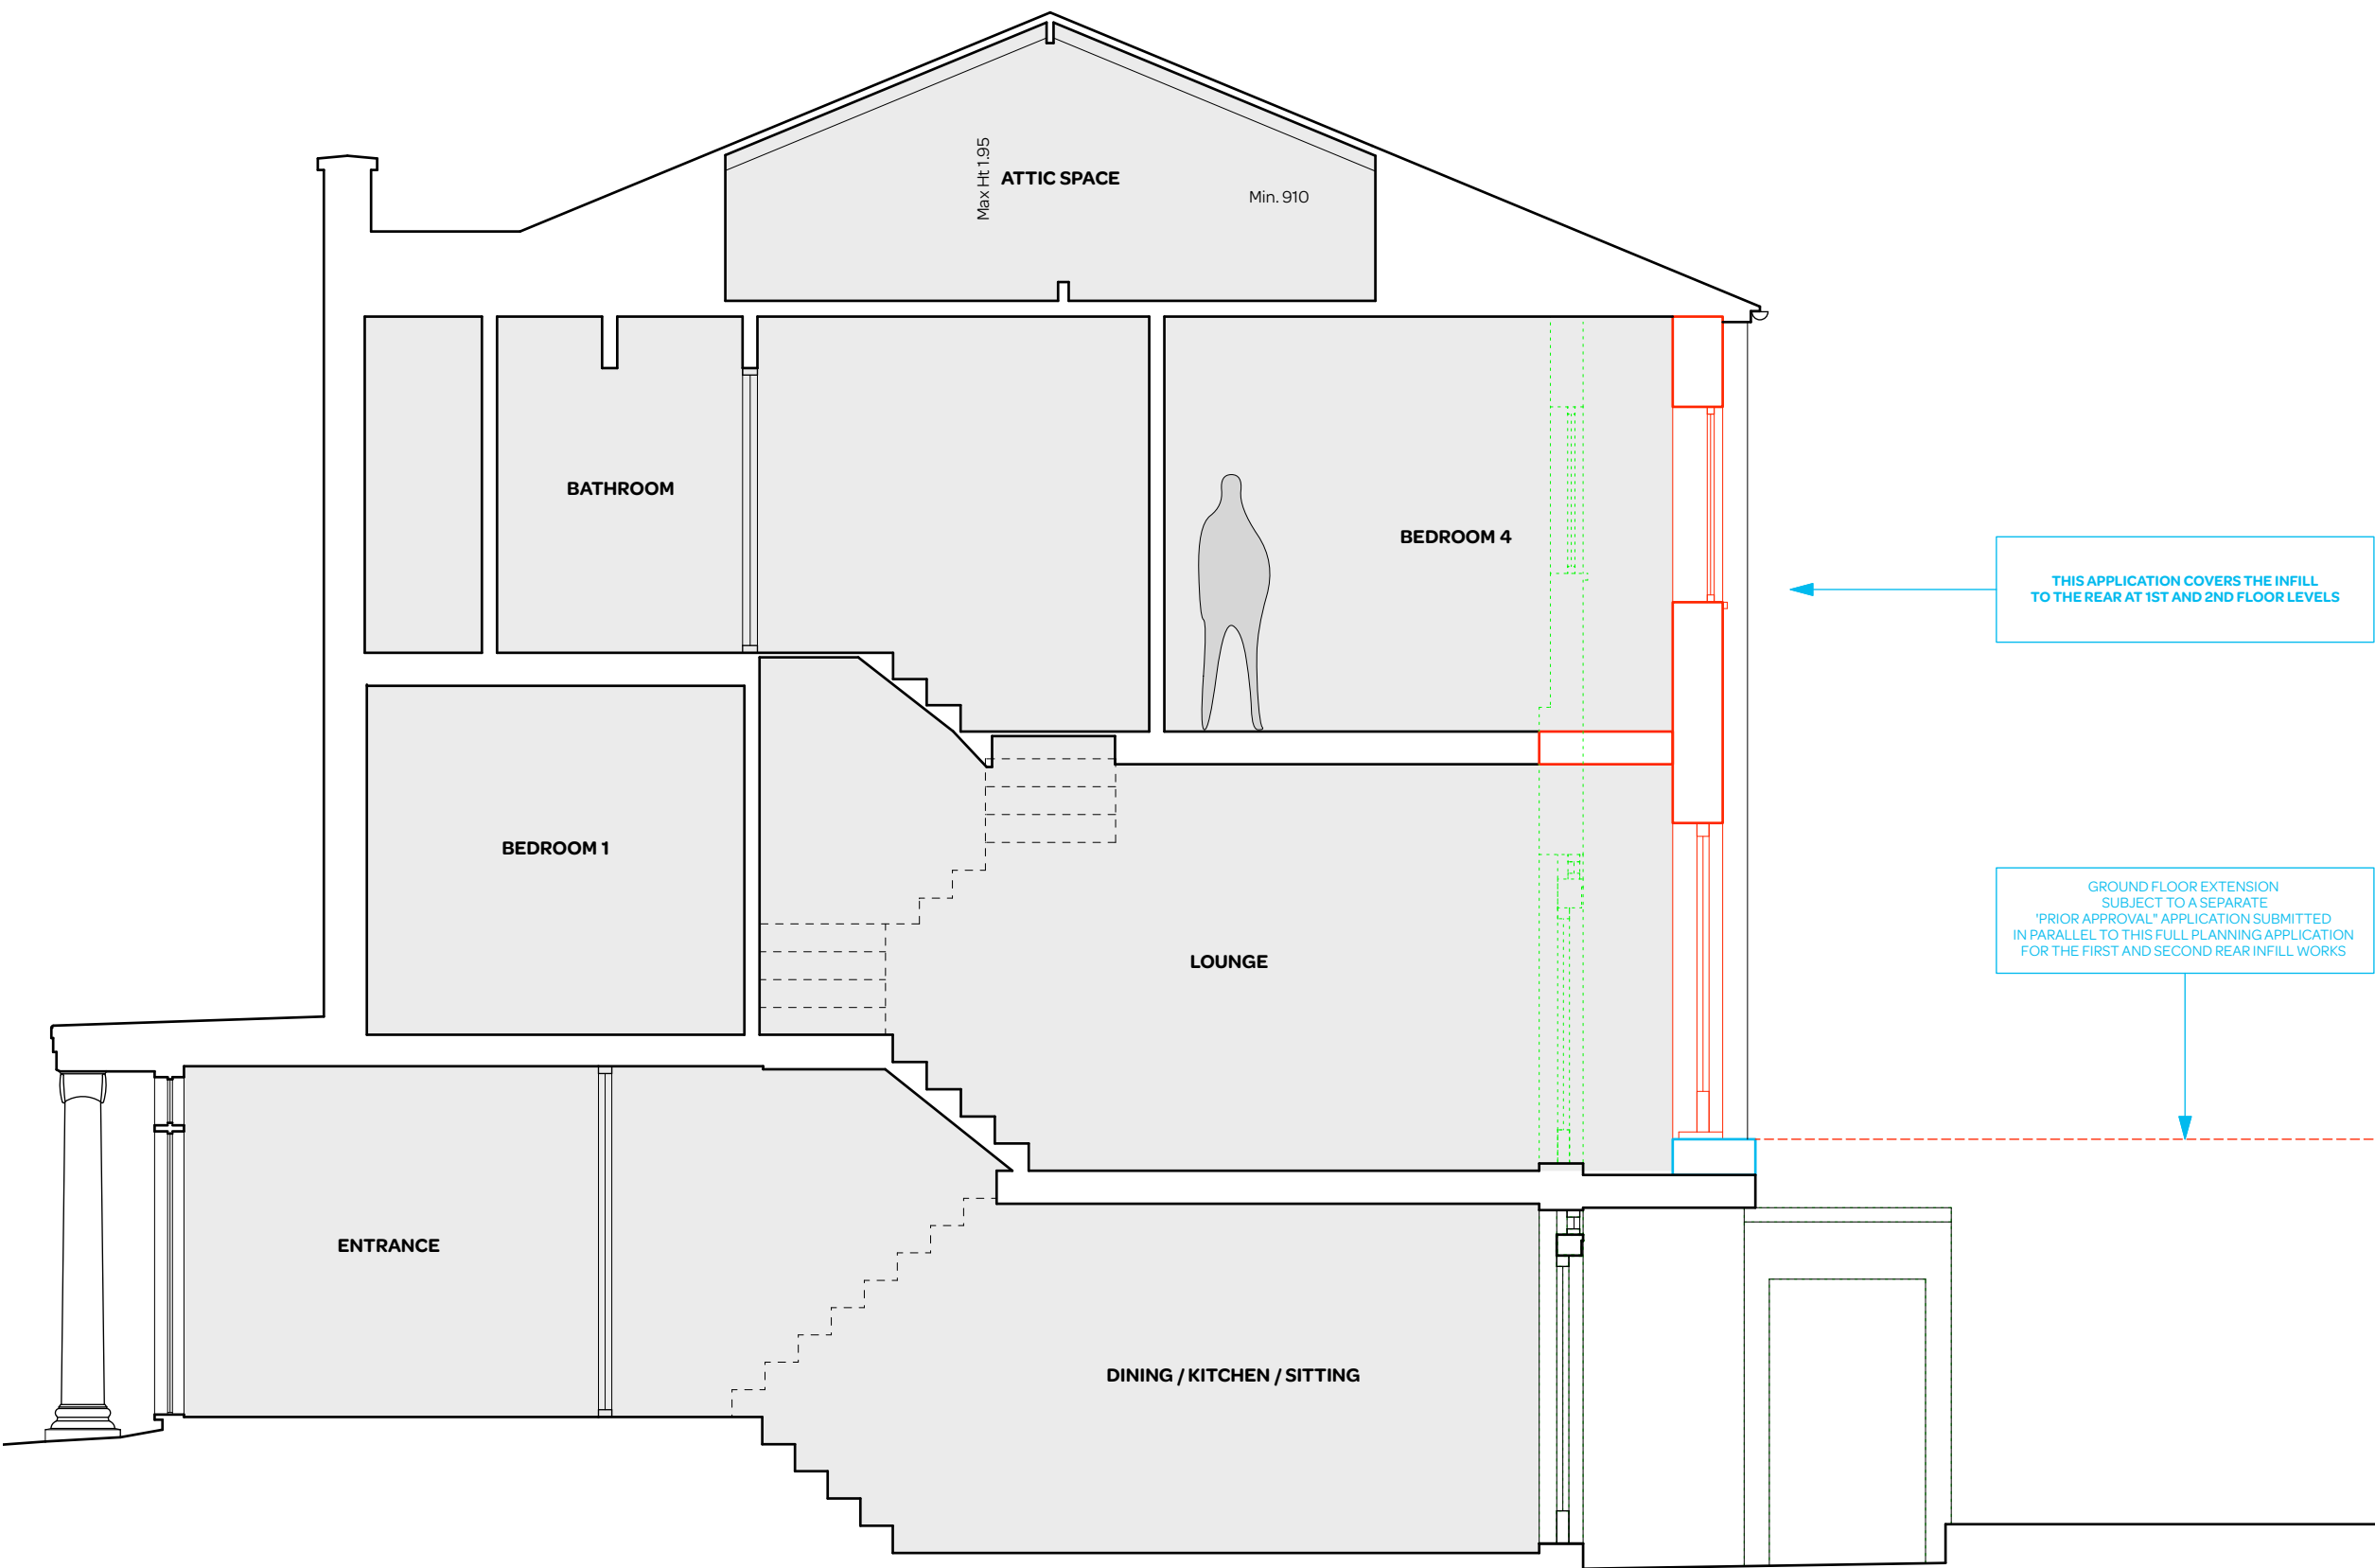 Max Ht 1.95
ATTIC SPACE
Min. 910
BATHROOM
BEDROOM 4
THIS APPLICATION COVERS THE INFILL
TO THE REAR AT 1ST AND 2ND FLOOR LEVELS
BEDROOM 1
GROUND FLOOR EXTENSION
SUBJECT TO A SEPARATE
'PRIOR APPROVAL" APPLICATION SUBMITTED
IN PARALLEL TO THIS FULL PLANNING APPLICATION
FOR THE FIRST AND SECOND REAR INFILL WORKS
LOUNGE
ENTRANCE
DINING / KITCHEN / SITTING